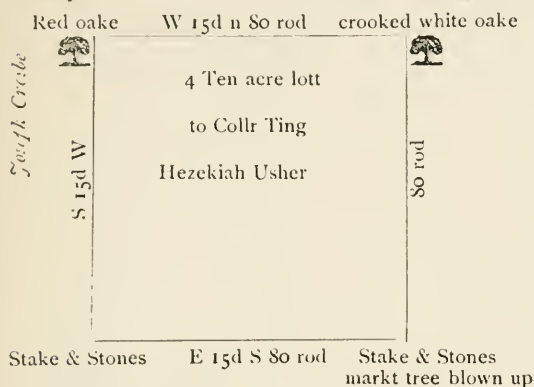 Red oake W 15d n 80 rod crooked white oake
4 Ten acre lott
to Collr Ting
Hezekiah Usher
S 15d W
80 rod
Stake & Stones E 15d S 80 rod Stake & Stones
markt tree blown up